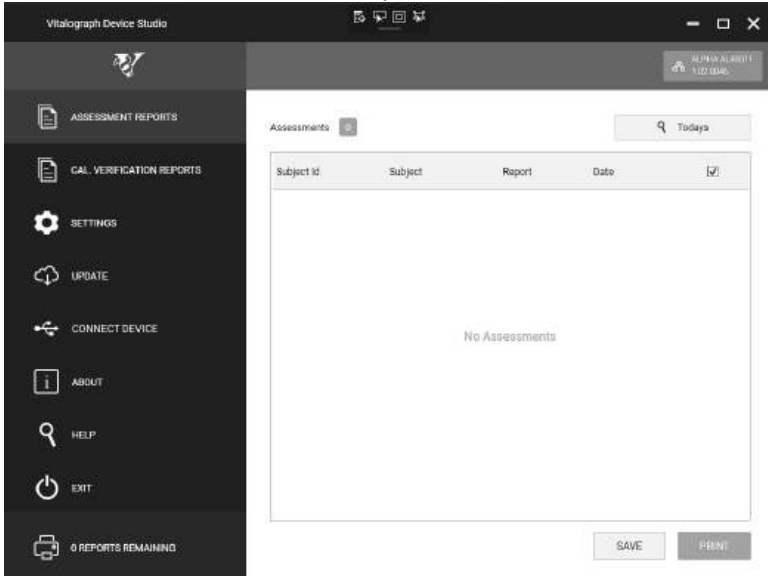 Vitalograph Device Studio
ASSESSMENT REPORTS
CAL. VERIFICATION REPORTS
SETTINGS
UPDATE
CONNECT DEVICE
i
ABOUT
HELP
EXIT
0 REPORTS REMAINING
Assessments 0
Todays
Subject Id Subject Report Date
No Assessments
SAVE PRINT